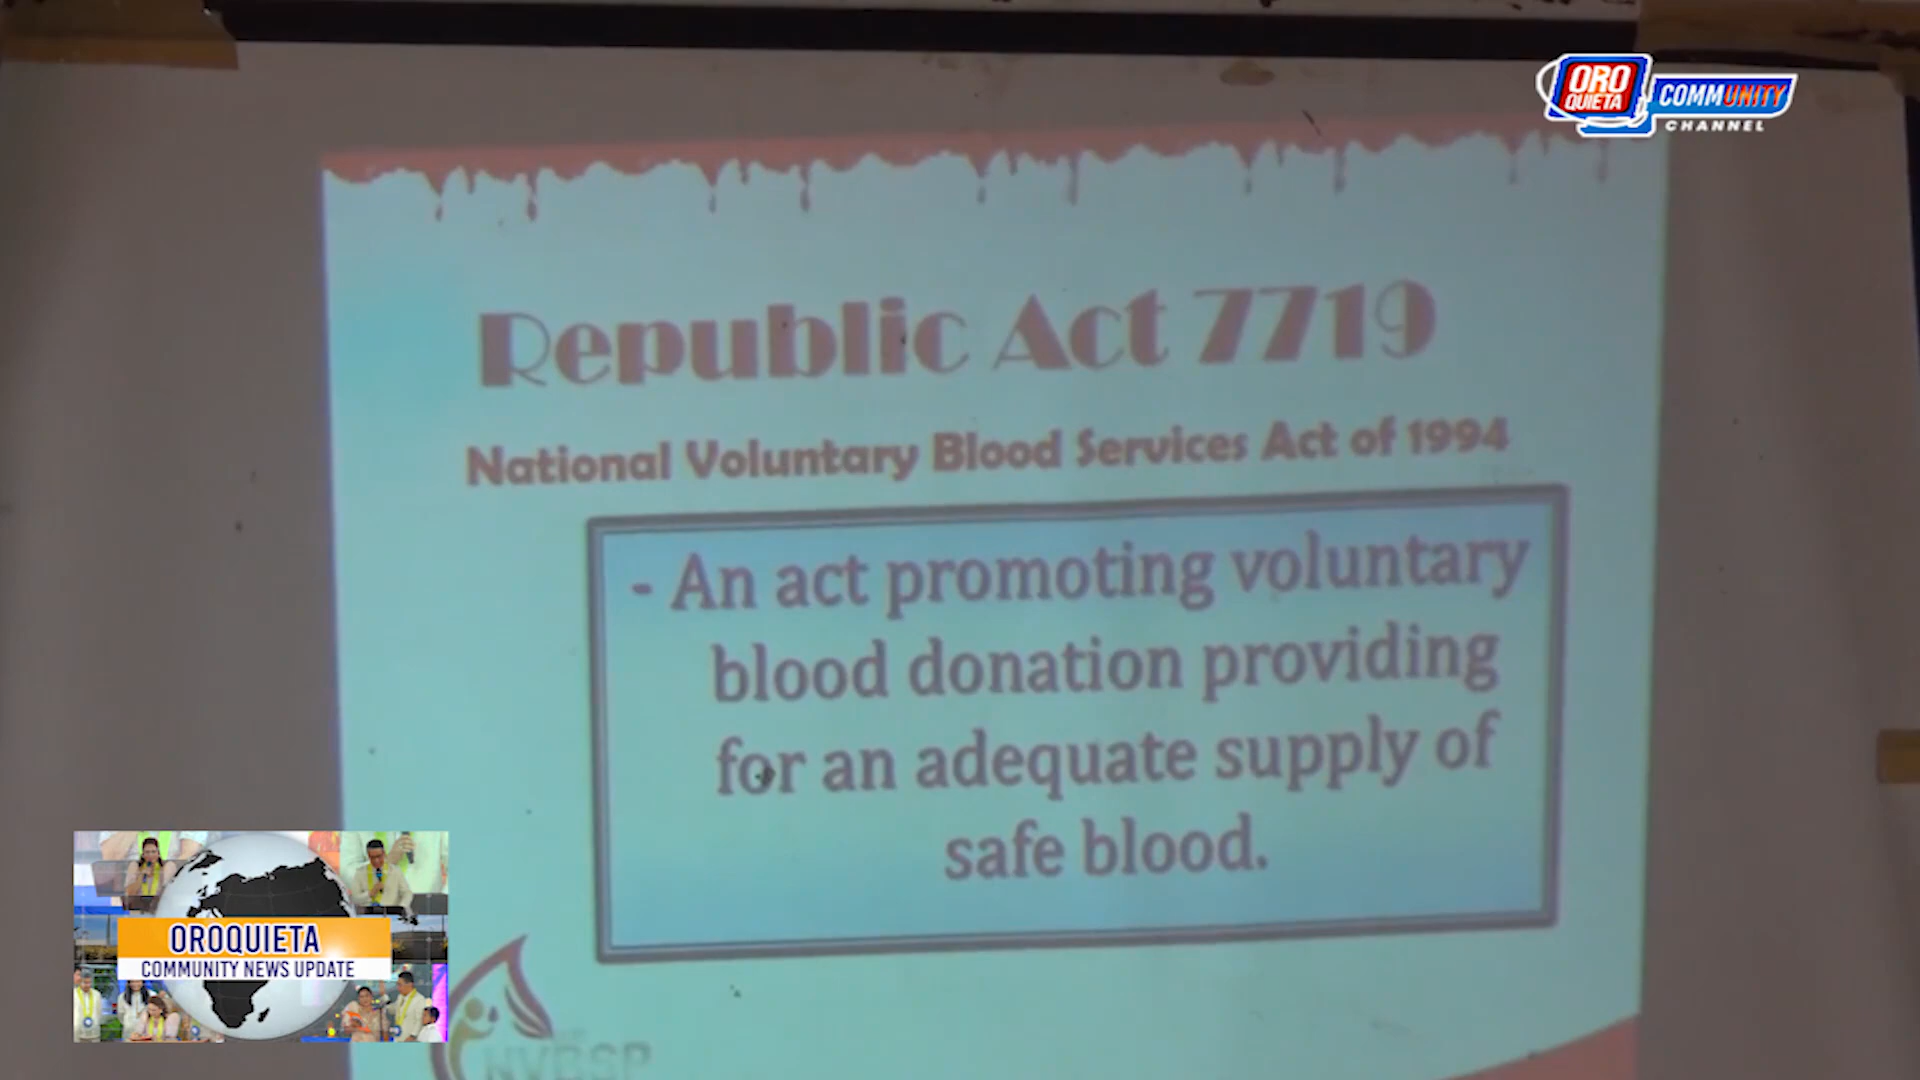 ORO
QUIETA
COMMUNITY
CHANNEL
Republic Act 7719
National Voluntary Blood Services Act of 1994
- An act promoting voluntary
blood donation providing
for an adequate supply of
safe blood.
OROQUIETA
COMMUNITY NEWS UPDATE
NVBSP